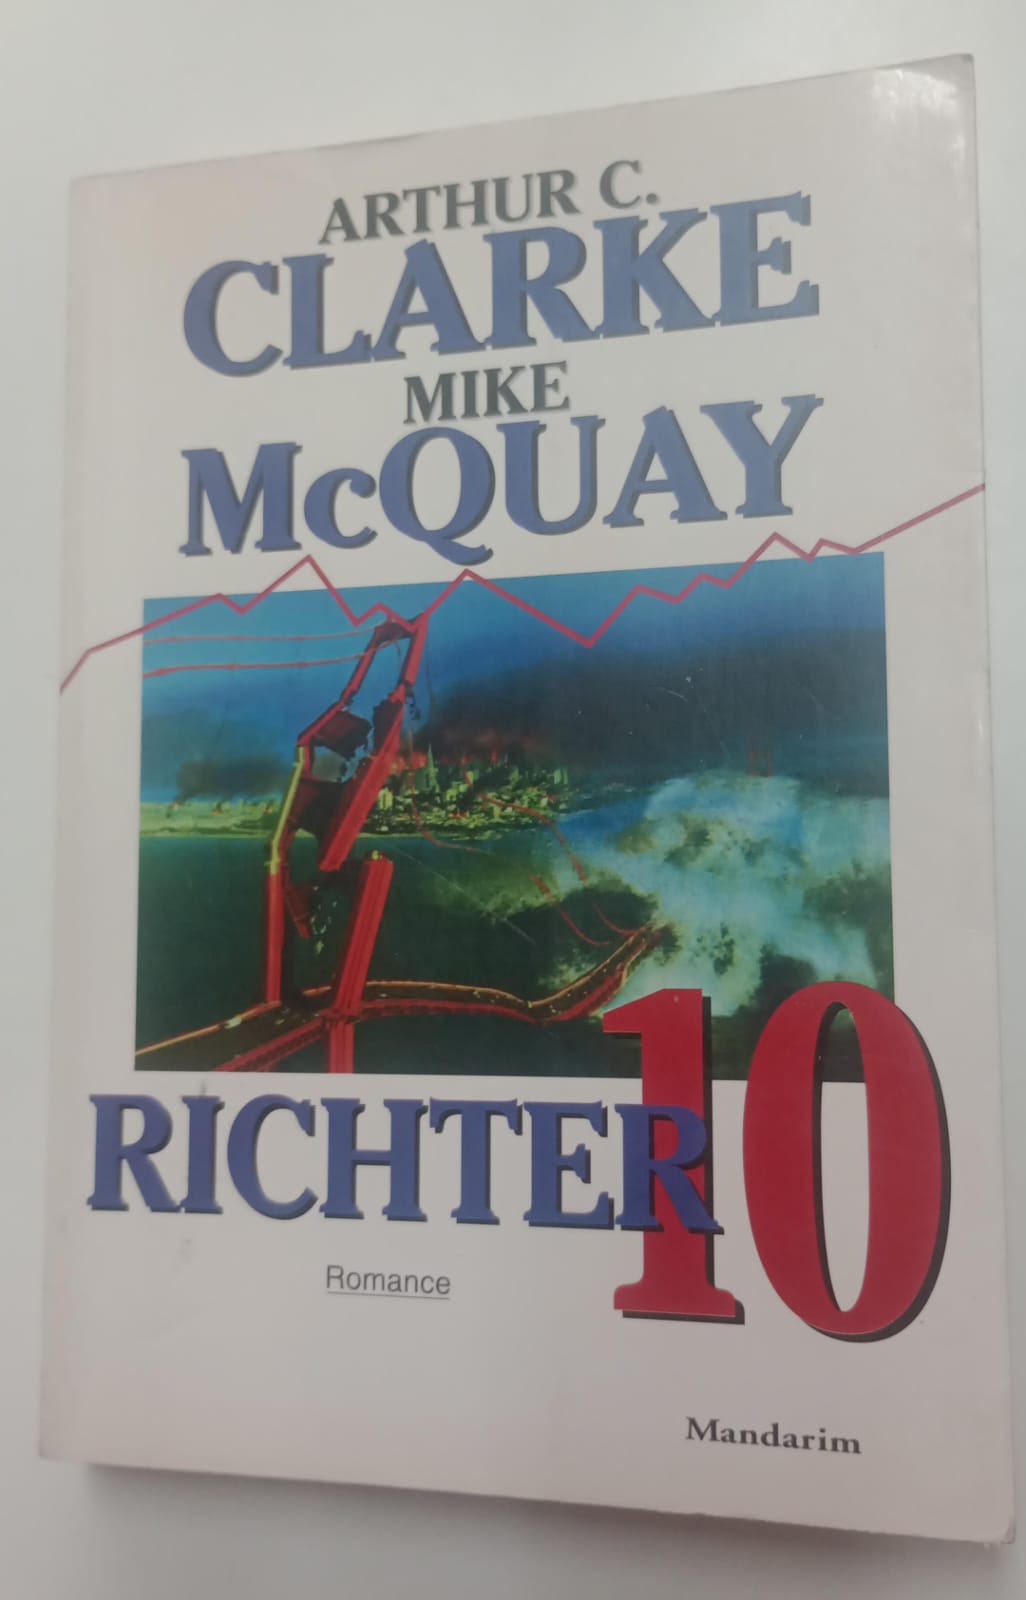 ARTHUR C.
CLARKE
MIKE
McQUAY
RICHTER 10
Romance
Mandarim